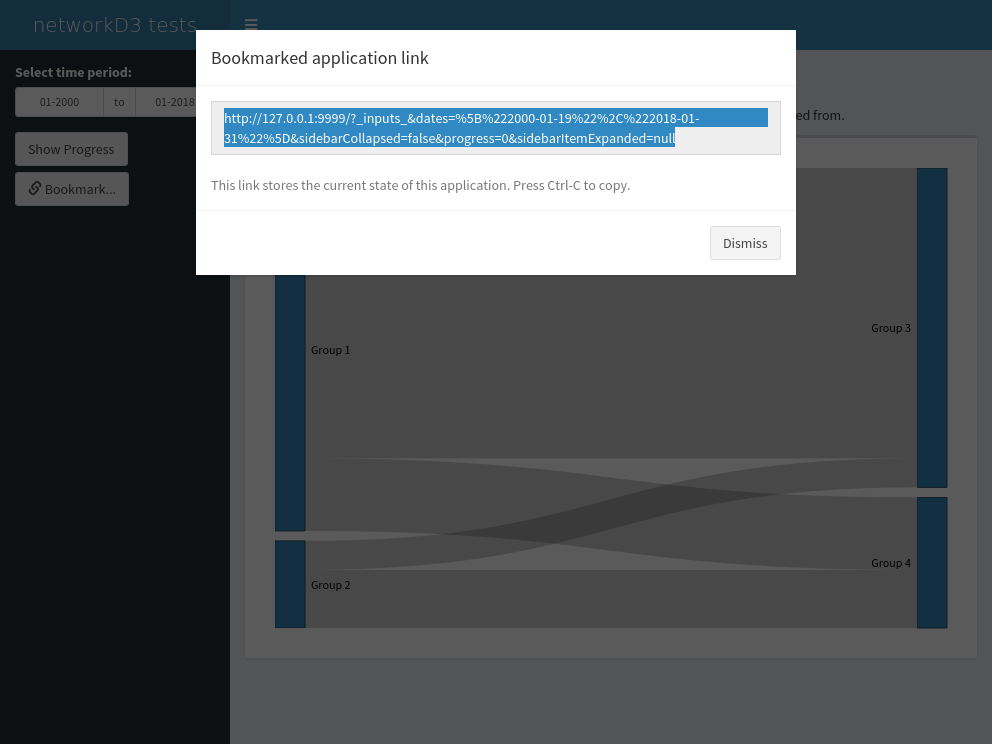 networkD3 tests
Bookmarked application link
Select time period:
01-2000 to 01-2018
ed from.
http://127.0.0.1:9999/?_inputs_&dates=%5B%222000-01-19%22%2C%222018-01-
31%22%5D&sidebarCollapsed=false&progress=0&sidebarItemExpanded=null
Show Progress
Bookmark...
This link stores the current state of this application. Press Ctrl-C to copy.
Dismiss
Group 3
Group 1
Group 4
Group 2